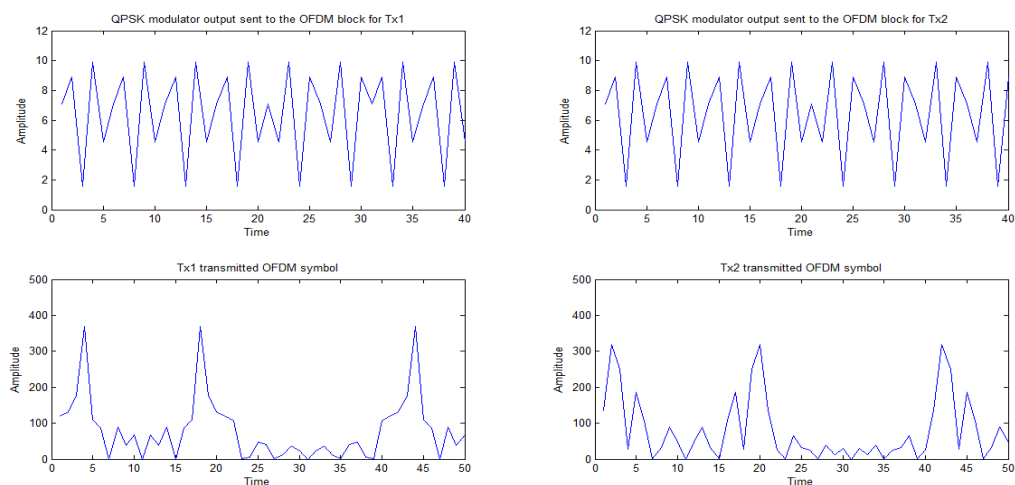 QPSK modulator output sent to the OFDM block for Tx1
12
10
8
6
4
2
0
Amplitude
0 5 10 15 20 25 30 35 40
Time
QPSK modulator output sent to the OFDM block for Tx2
12
10
8
6
4
2
0
Amplitude
0 5 10 15 20 25 30 35 40
Time
Tx1 transmitted OFDM symbol
500
400
300
200
100
0
Amplitude
0 5 10 15 20 25 30 35 40 45 50
Time
Tx2 transmitted OFDM symbol
500
400
300
200
100
0
Amplitude
0 5 10 15 20 25 30 35 40 45 50
Time